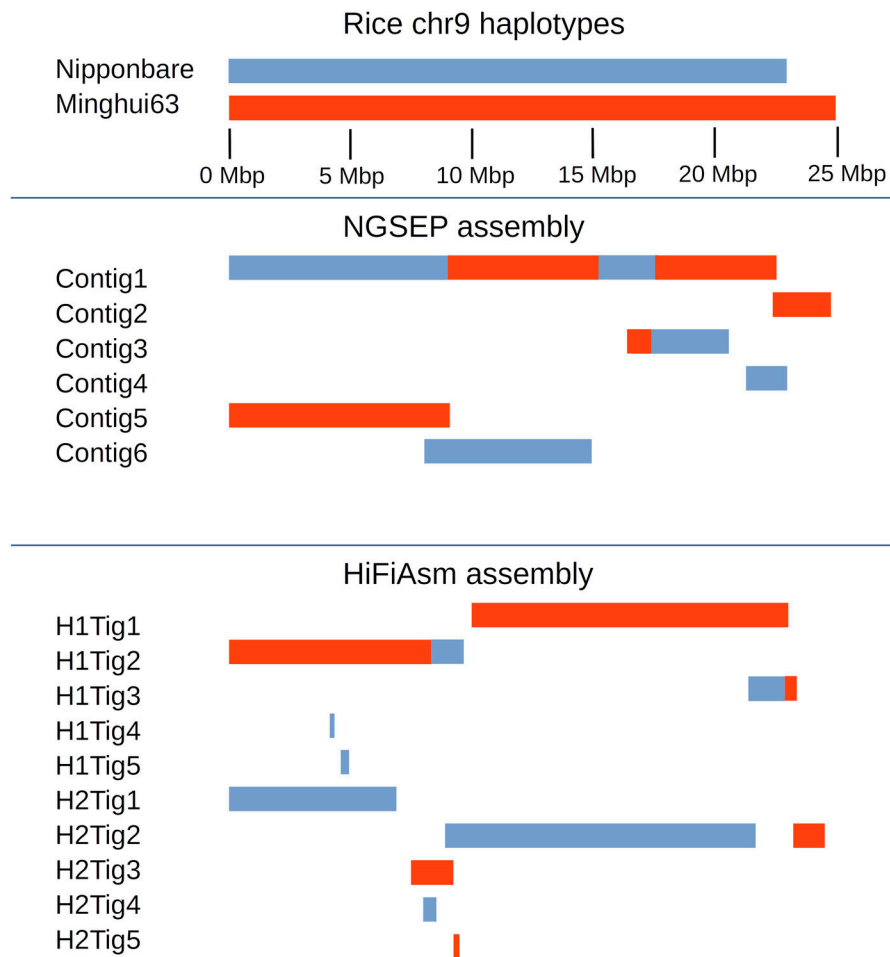 Rice chr9 haplotypes
Nipponbare
Minghui63
0 Mbp 5 Mbp 10 Mbp 15 Mbp 20 Mbp 25 Mbp
NGSEP assembly
Contig1
Contig2
Contig3
Contig4
Contig5
Contig6
HiFiAsm assembly
H1Tig1
H1Tig2
H1Tig3
H1Tig4
H1Tig5
H2Tig1
H2Tig2
H2Tig3
H2Tig4
H2Tig5